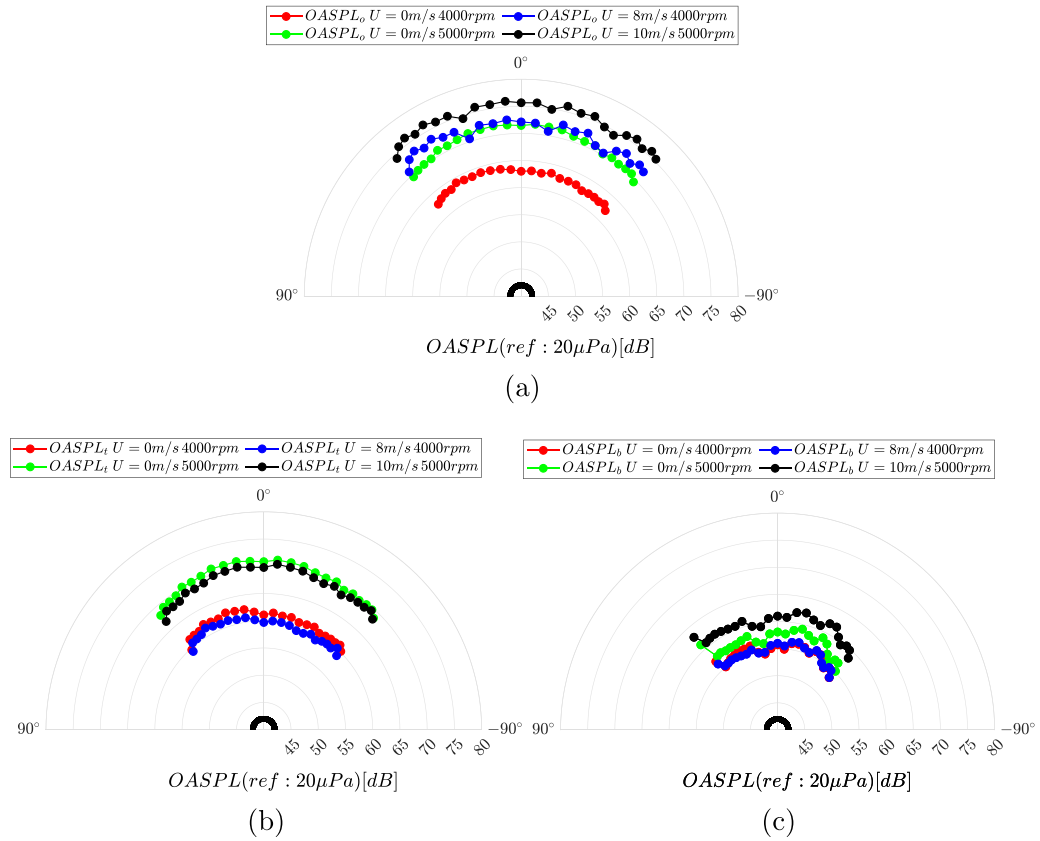 OASPL_o U = 0m/s 4000rpm OASPL_o U = 8m/s 4000rpm
OASPL_o U = 0m/s 5000rpm OASPL_o U = 10m/s 5000rpm
0°
90° −90°
45 50 55 60 65 70 75 80
OASPL(ref : 20μPa)[dB]
(a)
OASPL_t U = 0m/s 4000rpm OASPL_t U = 8m/s 4000rpm
OASPL_t U = 0m/s 5000rpm OASPL_t U = 10m/s 5000rpm
0°
90° −90°
45 50 55 60 65 70 75 80
OASPL(ref : 20μPa)[dB]
(b)
OASPL_b U = 0m/s 4000rpm OASPL_b U = 8m/s 4000rpm
OASPL_b U = 0m/s 5000rpm OASPL_b U = 10m/s 5000rpm
0°
90° −90°
45 50 55 60 65 70 75 80
OASPL(ref : 20μPa)[dB]
(c)